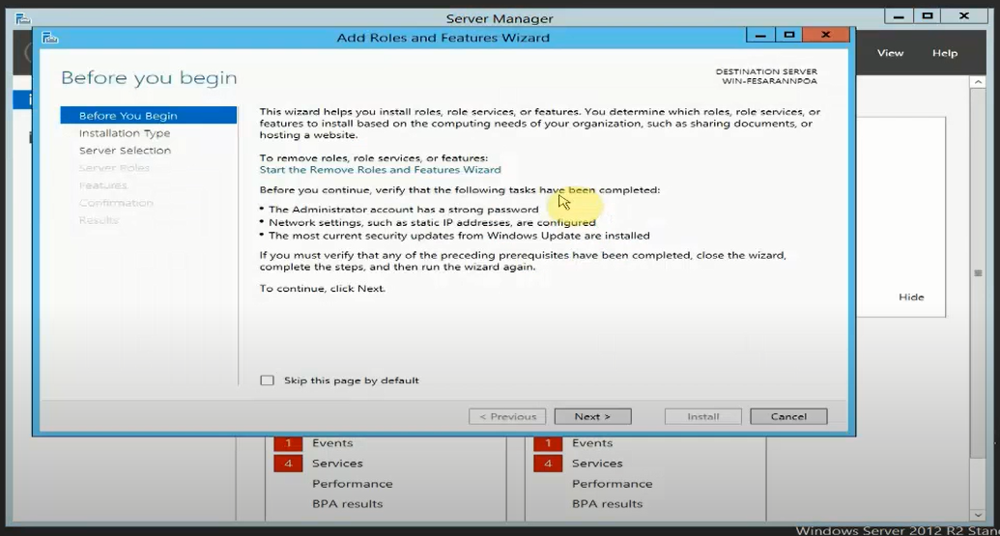 Server Manager
Add Roles and Features Wizard
View Help
Before you begin
DESTINATION SERVER
WIN-FESARANNPOA
Before You Begin
Installation Type
Server Selection
Server Roles
Features
Confirmation
Results
This wizard helps you install roles, role services, or features. You determine which roles, role services, or
features to install based on the computing needs of your organization, such as sharing documents, or
hosting a website.
To remove roles, role services, or features:
Start the Remove Roles and Features Wizard
Before you continue, verify that the following tasks have been completed:
• The Administrator account has a strong password
• Network settings, such as static IP addresses, are configured
• The most current security updates from Windows Update are installed
If you must verify that any of the preceding prerequisites have been completed, close the wizard,
complete the steps, and then run the wizard again.
To continue, click Next.
Hide
Skip this page by default
< Previous Next > Install Cancel
1 Events 1 Events
4 Services 4 Services
Performance Performance
BPA results BPA results
Windows Server 2012 R2 Stan